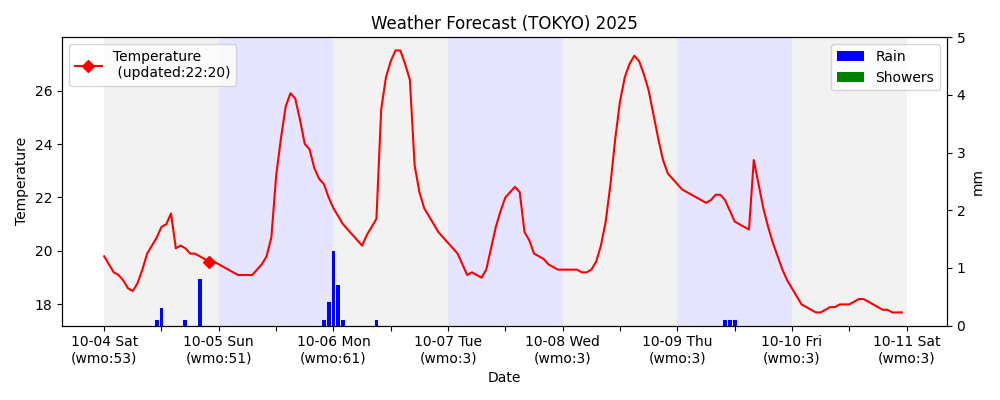 Weather Forecast (TOKYO) 2025
Temperature
(updated:22:20)
Rain
Showers
Temperature
26
24
22
20
18
5
4
3
2
1
0
mm
10-04 Sat
(wmo:53)
10-05 Sun
(wmo:51)
10-06 Mon
(wmo:61)
10-07 Tue
(wmo:3)
10-08 Wed
(wmo:3)
10-09 Thu
(wmo:3)
10-10 Fri
(wmo:3)
10-11 Sat
(wmo:3)
Date